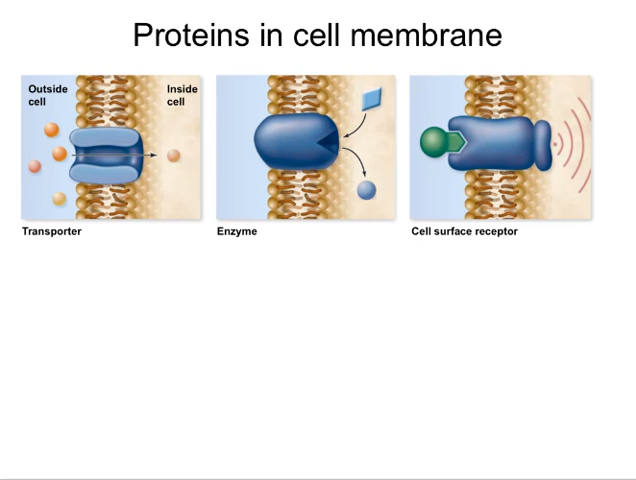 Proteins in cell membrane
Outside
cell
Inside
cell
Transporter
Enzyme
Cell surface receptor